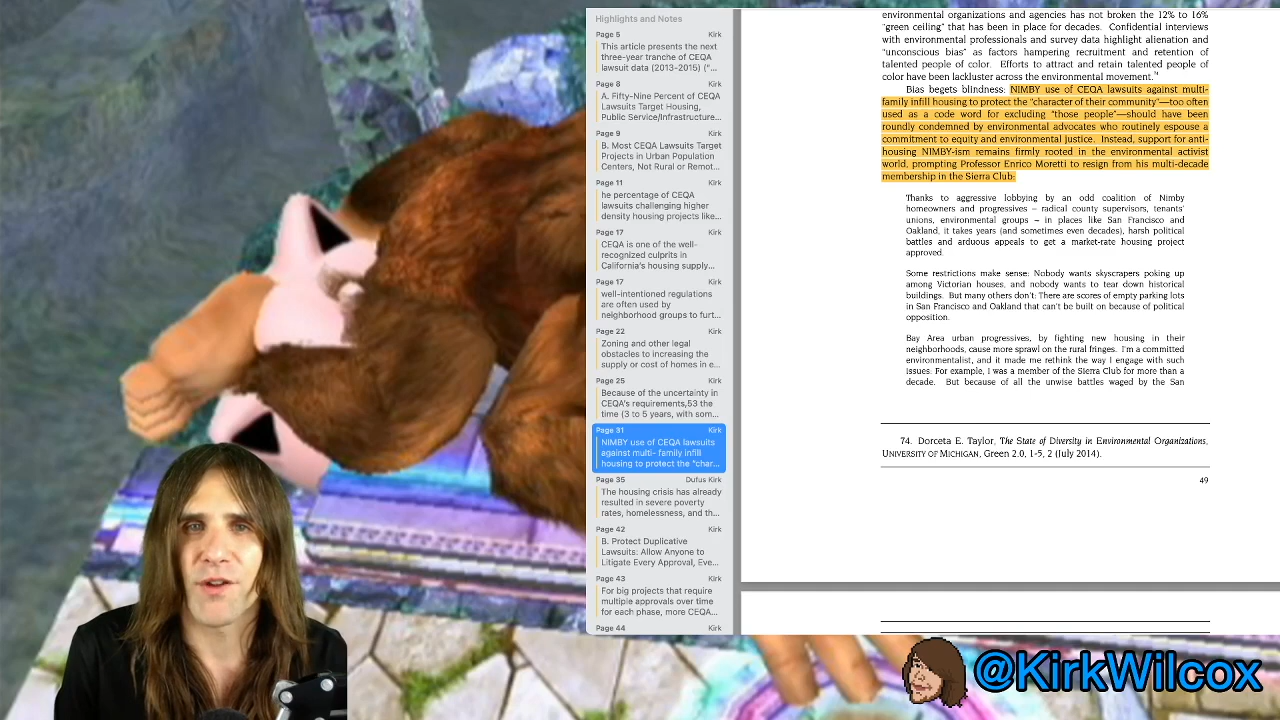 Highlights and Notes
Page 5 Kirk
This article presents the next
three-year tranche of CEQA
lawsuit data (2013-2015) ("...
Page 8 Kirk
A. Fifty-Nine Percent of CEQA
Lawsuits Target Housing,
Public Service/Infrastructure...
Page 9 Kirk
B. Most CEQA Lawsuits Target
Projects in Urban Population
Centers, Not Rural or Remot...
Page 11 Kirk
he percentage of CEQA
lawsuits challenging higher
density housing projects like...
Page 17 Kirk
CEQA is one of the well-
recognized culprits in
California's housing supply...
Page 17 Kirk
well-intentioned regulations
are often used by
neighborhood groups to furt...
Page 22 Kirk
Zoning and other legal
obstacles to increasing the
supply or cost of homes in e...
Page 25 Kirk
Because of the uncertainty in
CEQA's requirements,53 the
time (3 to 5 years, with som...
Page 31 Kirk
NIMBY use of CEQA lawsuits
against multi- family infill
housing to protect the "char...
Page 35 Dufus Kirk
The housing crisis has already
resulted in severe poverty
rates, homelessness, and th...
Page 42 Kirk
B. Protect Duplicative
Lawsuits: Allow Anyone to
Litigate Every Approval, Eve...
Page 43 Kirk
For big projects that require
multiple approvals over time
for each phase, more CEQA...
Page 44 Kirk
environmental organizations and agencies has not broken the 12% to 16%
"green ceiling" that has been in place for decades. Confidential interviews
with environmental professionals and survey data highlight alienation and
"unconscious bias" as factors hampering recruitment and retention of
talented people of color. Efforts to attract and retain talented people of
color have been lackluster across the environmental movement.74
Bias begets blindness: NIMBY use of CEQA lawsuits against multi-
family infill housing to protect the "character of their community"—too often
used as a code word for excluding "those people"—should have been
roundly condemned by environmental advocates who routinely espouse a
commitment to equity and environmental justice. Instead, support for anti-
housing NIMBY-ism remains firmly rooted in the environmental activist
world, prompting Professor Enrico Moretti to resign from his multi-decade
membership in the Sierra Club:
Thanks to aggressive lobbying by an odd coalition of Nimby
homeowners and progressives – radical county supervisors, tenants'
unions, environmental groups – in places like San Francisco and
Oakland, it takes years (and sometimes even decades), harsh political
battles and arduous appeals to get a market-rate housing project
approved.
Some restrictions make sense: Nobody wants skyscrapers poking up
among Victorian houses, and nobody wants to tear down historical
buildings. But many others don't: There are scores of empty parking lots
in San Francisco and Oakland that can't be built on because of political
opposition.
Bay Area urban progressives, by fighting new housing in their
neighborhoods, cause more sprawl on the rural fringes. I'm a committed
environmentalist, and it made me rethink the way I engage with such
issues. For example, I was a member of the Sierra Club for more than a
decade. But because of all the unwise battles waged by the San
74. Dorceta E. Taylor, The State of Diversity in Environmental Organizations,
UNIVERSITY OF MICHIGAN, Green 2.0, 1-5, 2 (July 2014).
49
@KirkWilcox